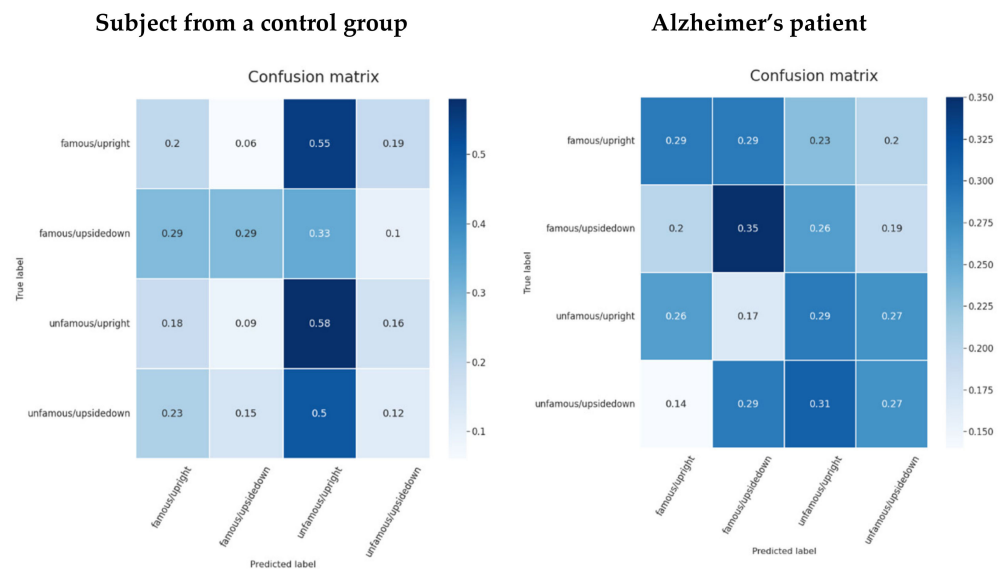 Subject from a control group
Confusion matrix
True label
famous/upright 0.2 0.06 0.55 0.19
famous/upsidedown 0.29 0.29 0.33 0.1
unfamous/upright 0.18 0.09 0.58 0.16
unfamous/upsidedown 0.23 0.15 0.5 0.12
famous/upright famous/upsidedown unfamous/upright unfamous/upsidedown
Predicted label
0.5
0.4
0.3
0.2
0.1
Alzheimer’s patient
Confusion matrix
True label
famous/upright 0.29 0.29 0.23 0.2
famous/upsidedown 0.2 0.35 0.26 0.19
unfamous/upright 0.26 0.17 0.29 0.27
unfamous/upsidedown 0.14 0.29 0.31 0.27
famous/upright famous/upsidedown unfamous/upright unfamous/upsidedown
Predicted label
0.350
0.325
0.300
0.275
0.250
0.225
0.200
0.175
0.150